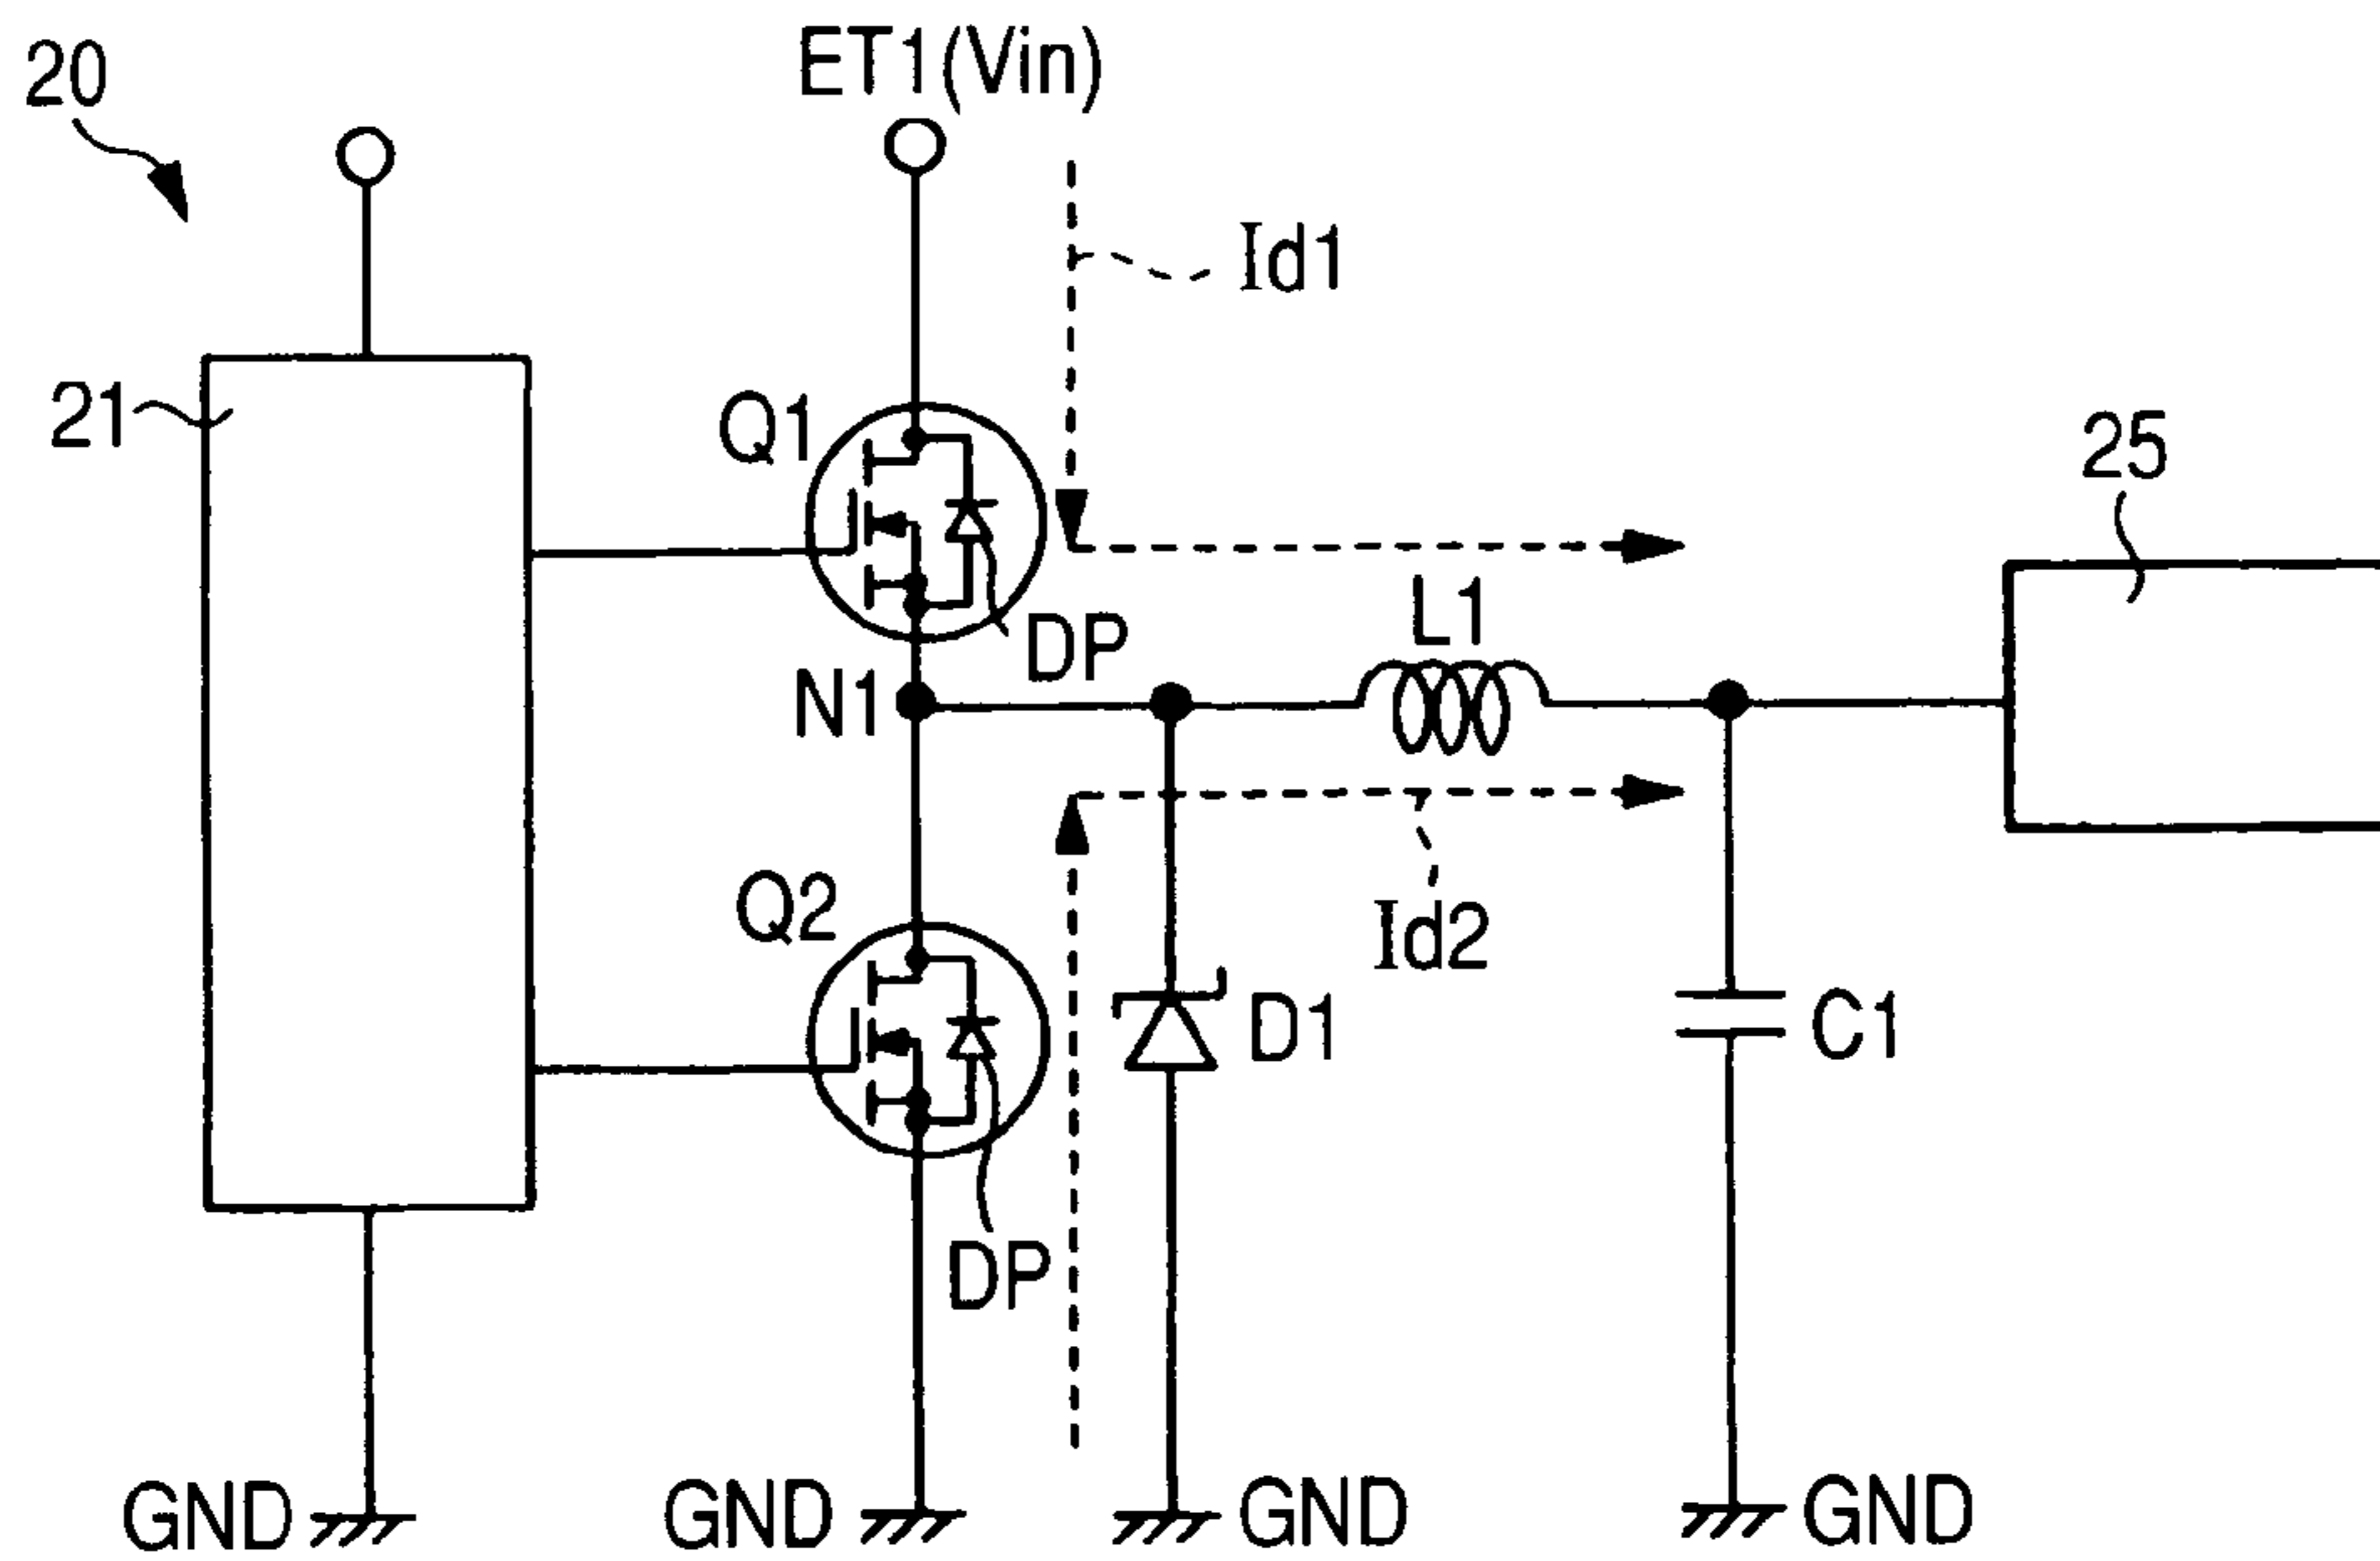 20
ET1(Vin)
Id1
21
Q1
25
DP
L1
N1
Q2
Id2
D1
C1
DP
GND
GND
GND
GND